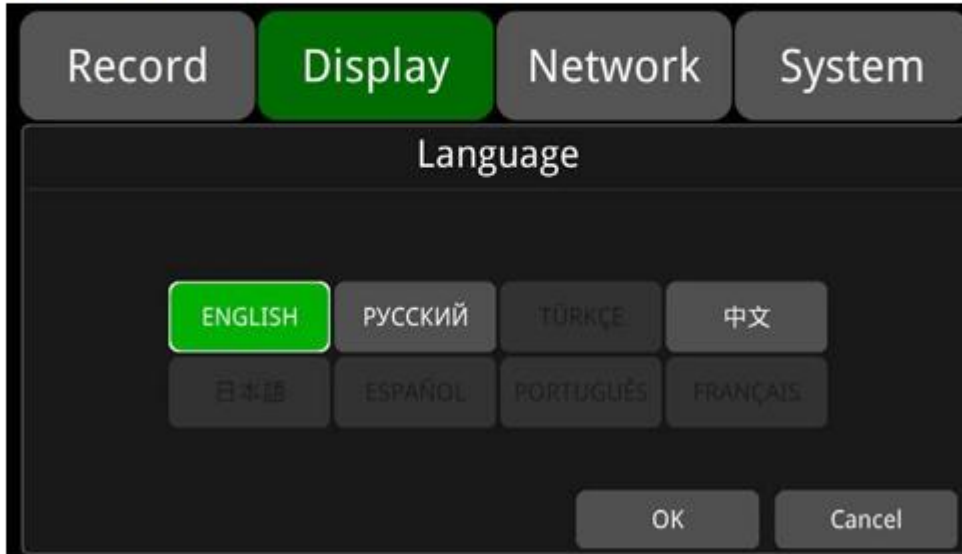 Record Display Network System
Language
ENGLISH РУССКИЙ TÜRKÇE 中文
日本語 ESPAÑOL PORTUGUÊS FRANÇAIS
OK Cancel